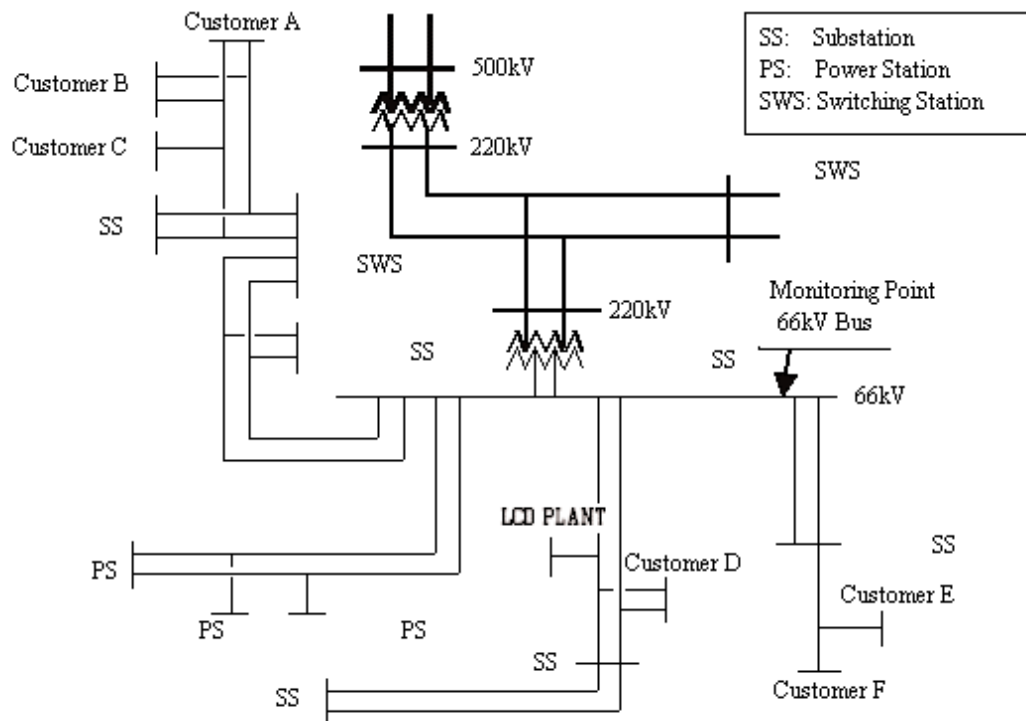 Customer A
SS: Substation
PS: Power Station
SWS: Switching Station
500kV
Customer B
Customer C
220kV
SWS
SS
SWS
Monitoring Point
66kV Bus
220kV
SS
SS
66kV
LCD PLANT
SS
Customer D
PS
Customer E
PS
PS
SS
SS
Customer F